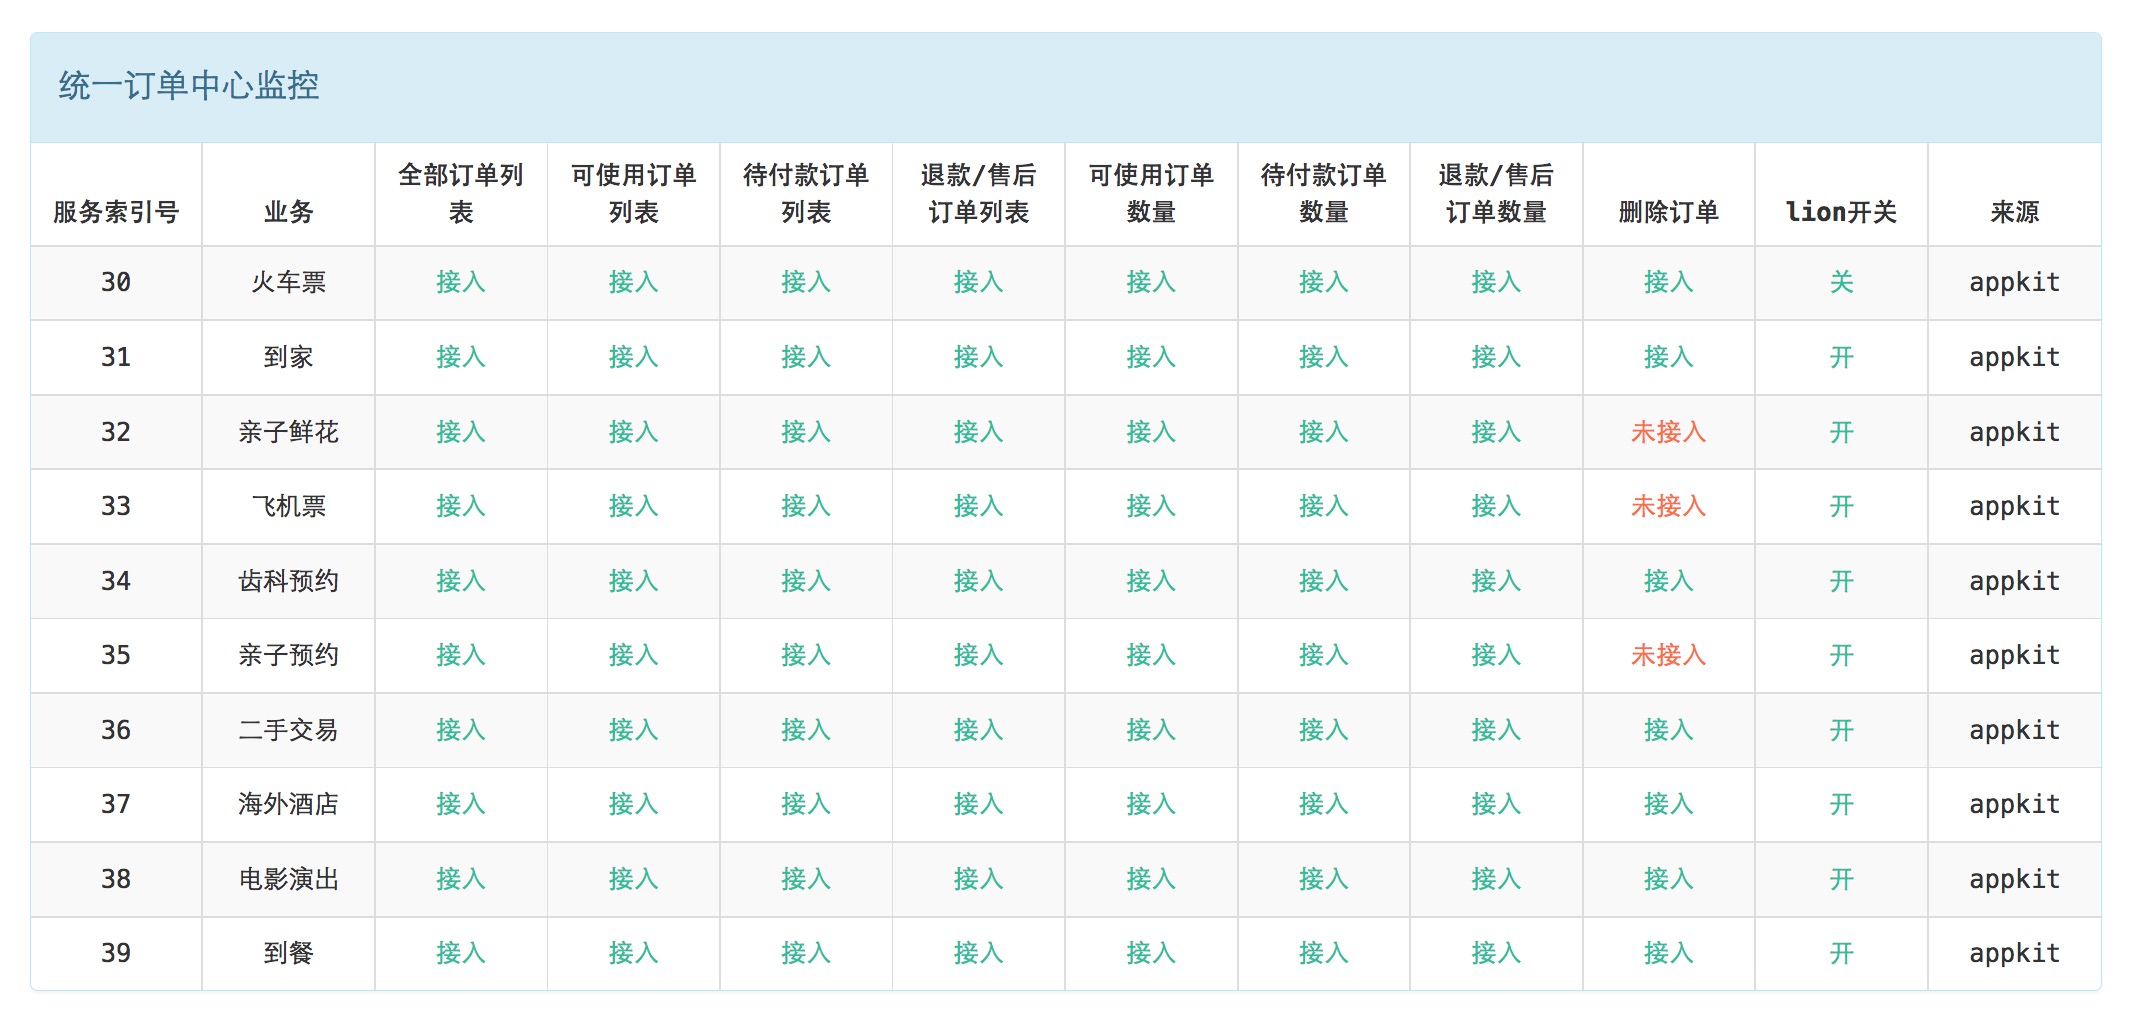 统一订单中心监控
服务索引号 业务 全部订单列表 可使用订单列表 待付款订单列表 退款/售后订单列表 可使用订单数量 待付款订单数量 退款/售后订单数量 删除订单 lion开关 来源
30 火车票 接入 接入 接入 接入 接入 接入 接入 接入 关 appkit
31 到家 接入 接入 接入 接入 接入 接入 接入 接入 开 appkit
32 亲子鲜花 接入 接入 接入 接入 接入 接入 接入 未接入 开 appkit
33 飞机票 接入 接入 接入 接入 接入 接入 接入 未接入 开 appkit
34 齿科预约 接入 接入 接入 接入 接入 接入 接入 接入 开 appkit
35 亲子预约 接入 接入 接入 接入 接入 接入 接入 未接入 开 appkit
36 二手交易 接入 接入 接入 接入 接入 接入 接入 接入 开 appkit
37 海外酒店 接入 接入 接入 接入 接入 接入 接入 接入 开 appkit
38 电影演出 接入 接入 接入 接入 接入 接入 接入 接入 开 appkit
39 到餐 接入 接入 接入 接入 接入 接入 接入 接入 开 appkit